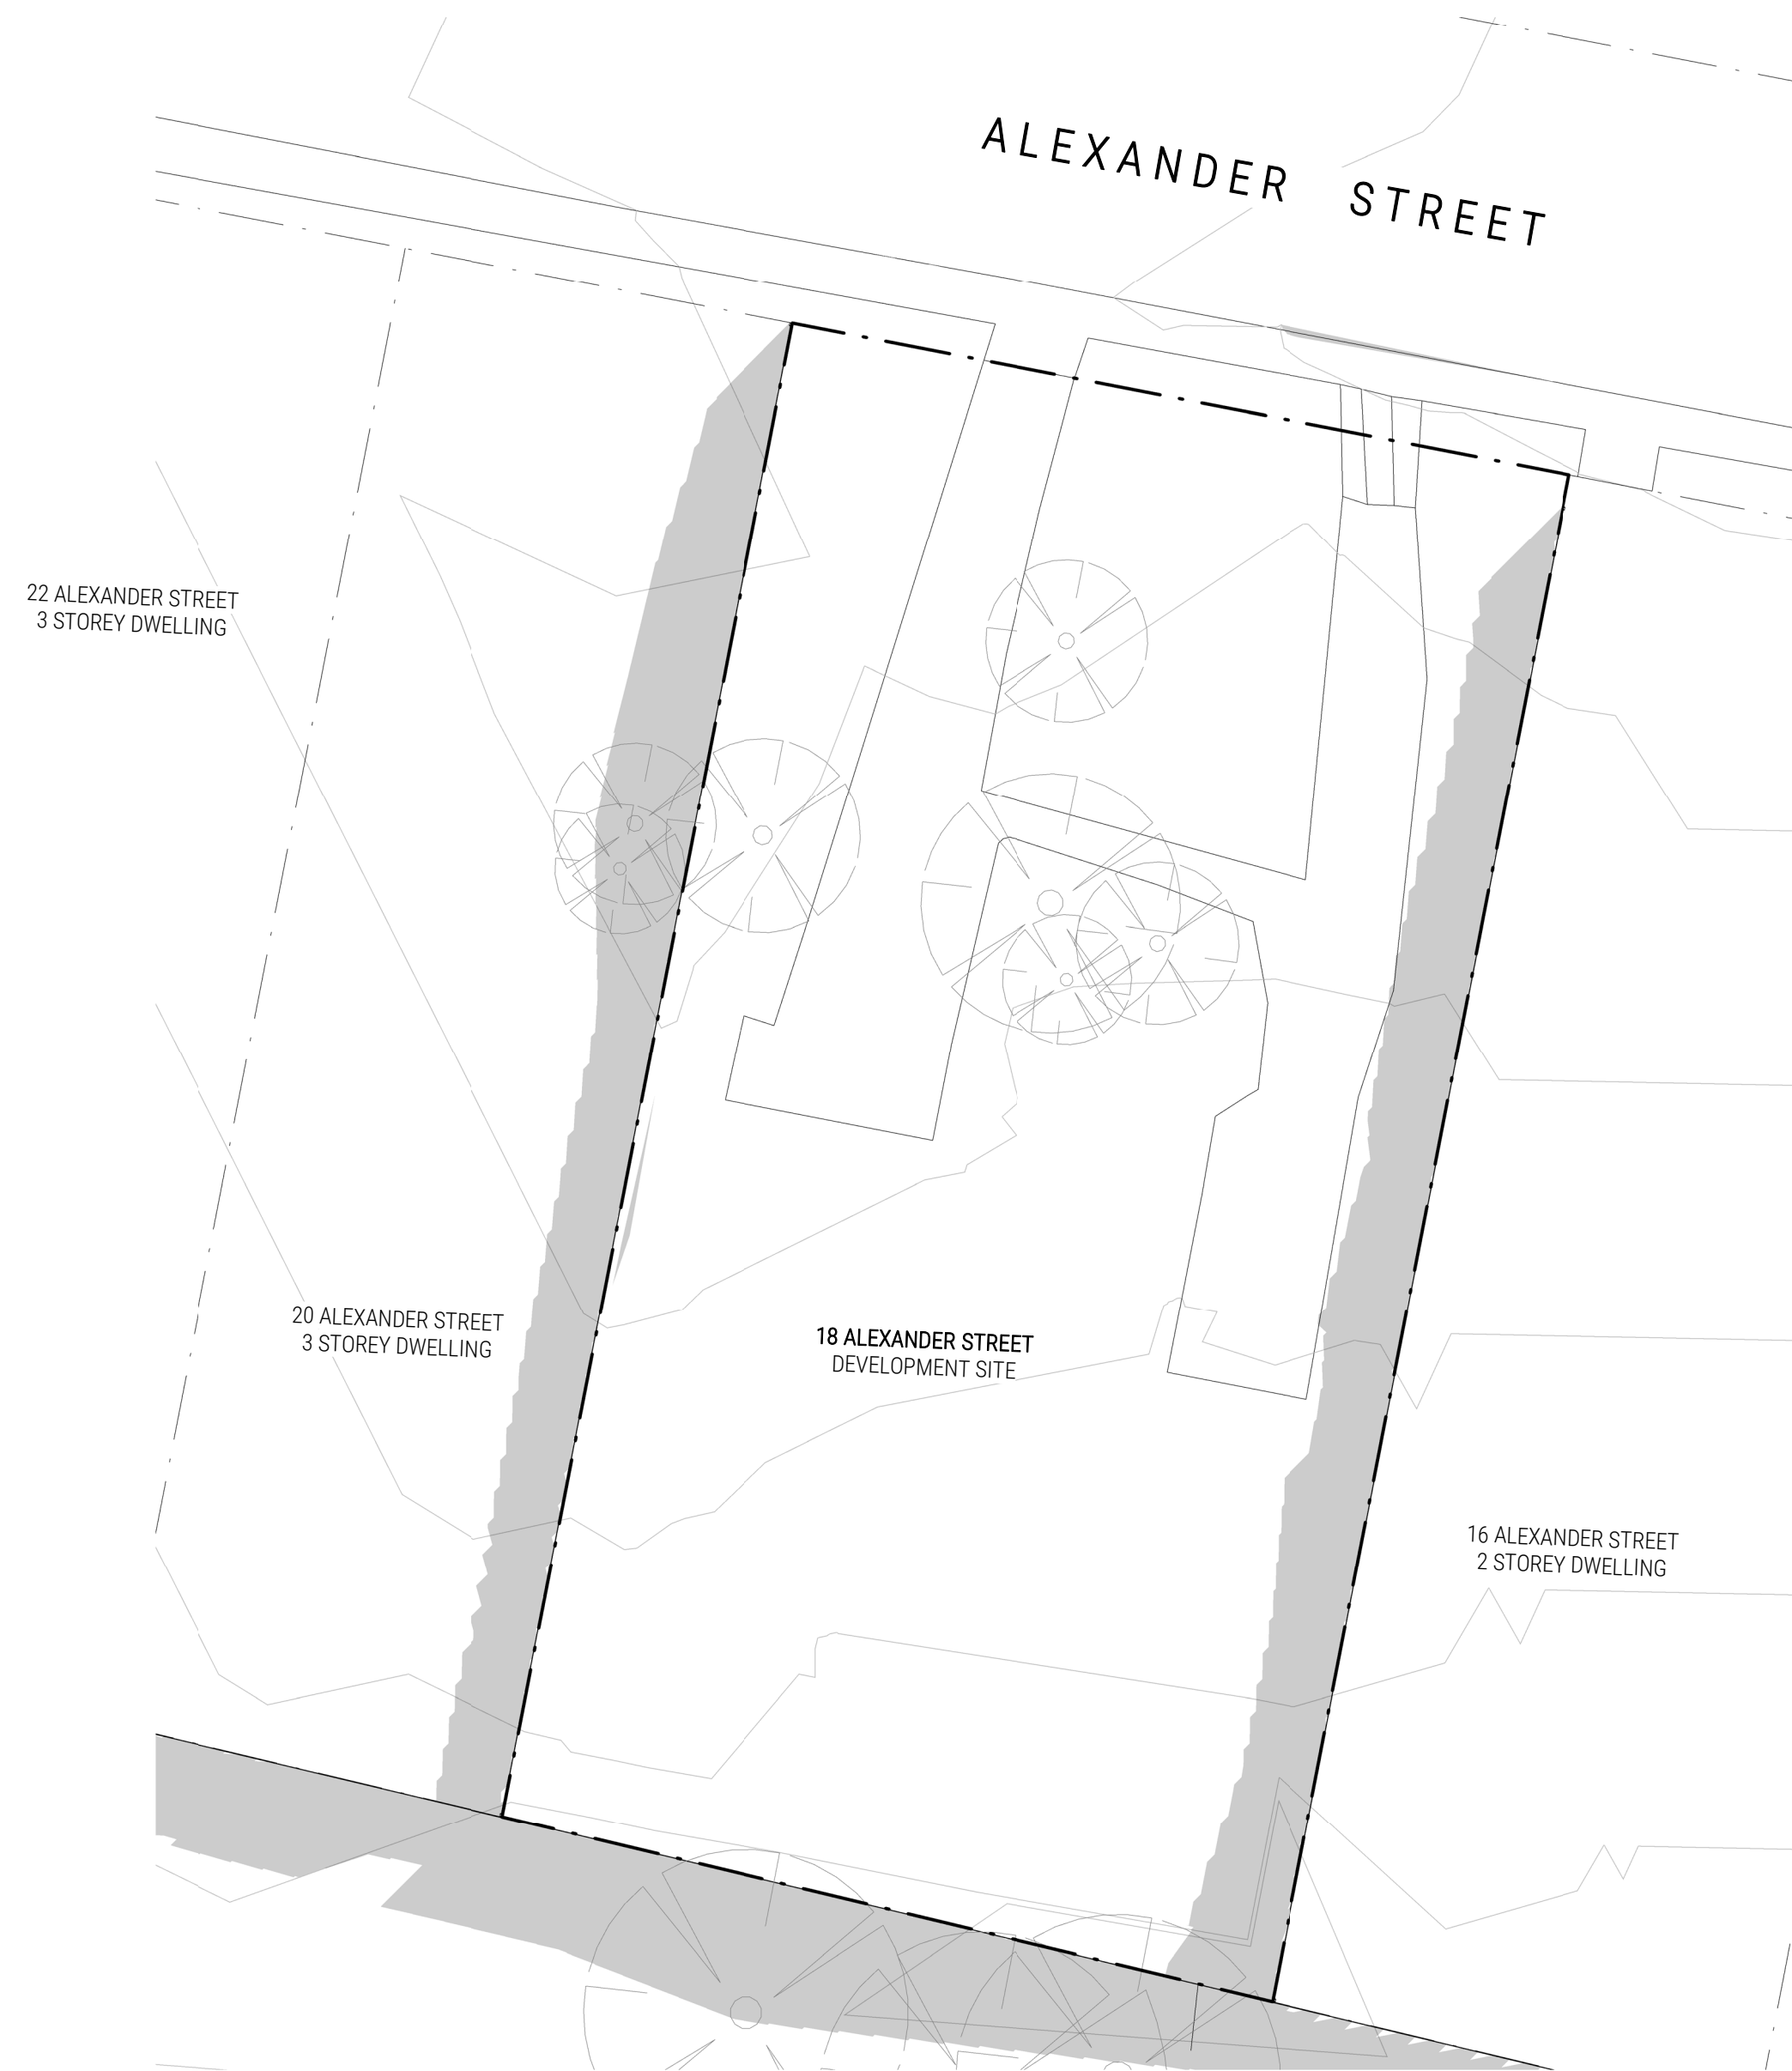 ALEXANDER STREET
22 ALEXANDER STREET
3 STOREY DWELLING
20 ALEXANDER STREET
3 STOREY DWELLING
18 ALEXANDER STREET
DEVELOPMENT SITE
16 ALEXANDER STREET
2 STOREY DWELLING